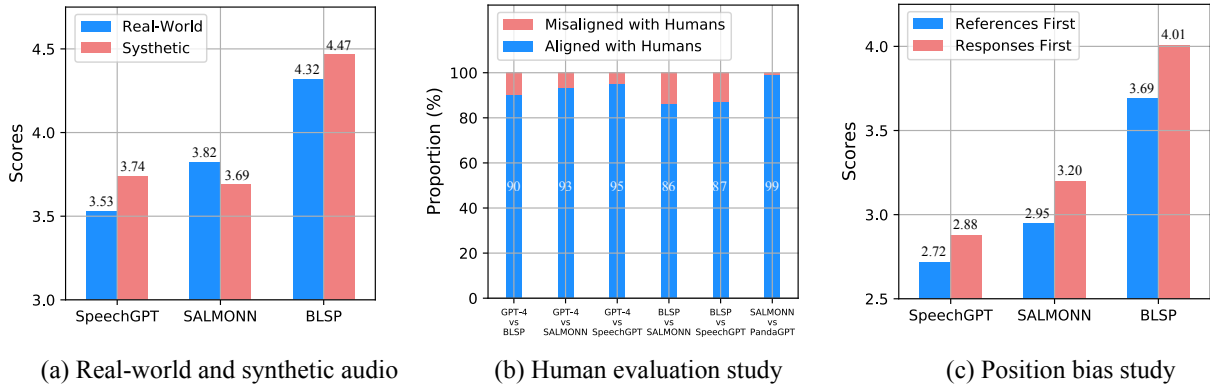 Real-World
Systhetic
4.5
4.0
3.5
3.0
Scores
3.53
3.74
3.82
3.69
4.32
4.47
SpeechGPT
SALMONN
BLSP
(a) Real-world and synthetic audio
Misaligned with Humans
Aligned with Humans
100
80
60
40
20
0
Proportion (%)
90
93
95
86
87
99
GPT-4
vs
BLSP
GPT-4
vs
SALMONN
GPT-4
vs
SpeechGPT
BLSP
vs
SALMONN
BLSP
vs
SpeechGPT
SALMONN
vs
PandaGPT
(b) Human evaluation study
References First
Responses First
4.0
3.5
3.0
2.5
Scores
2.72
2.88
2.95
3.20
3.69
4.01
SpeechGPT
SALMONN
BLSP
(c) Position bias study